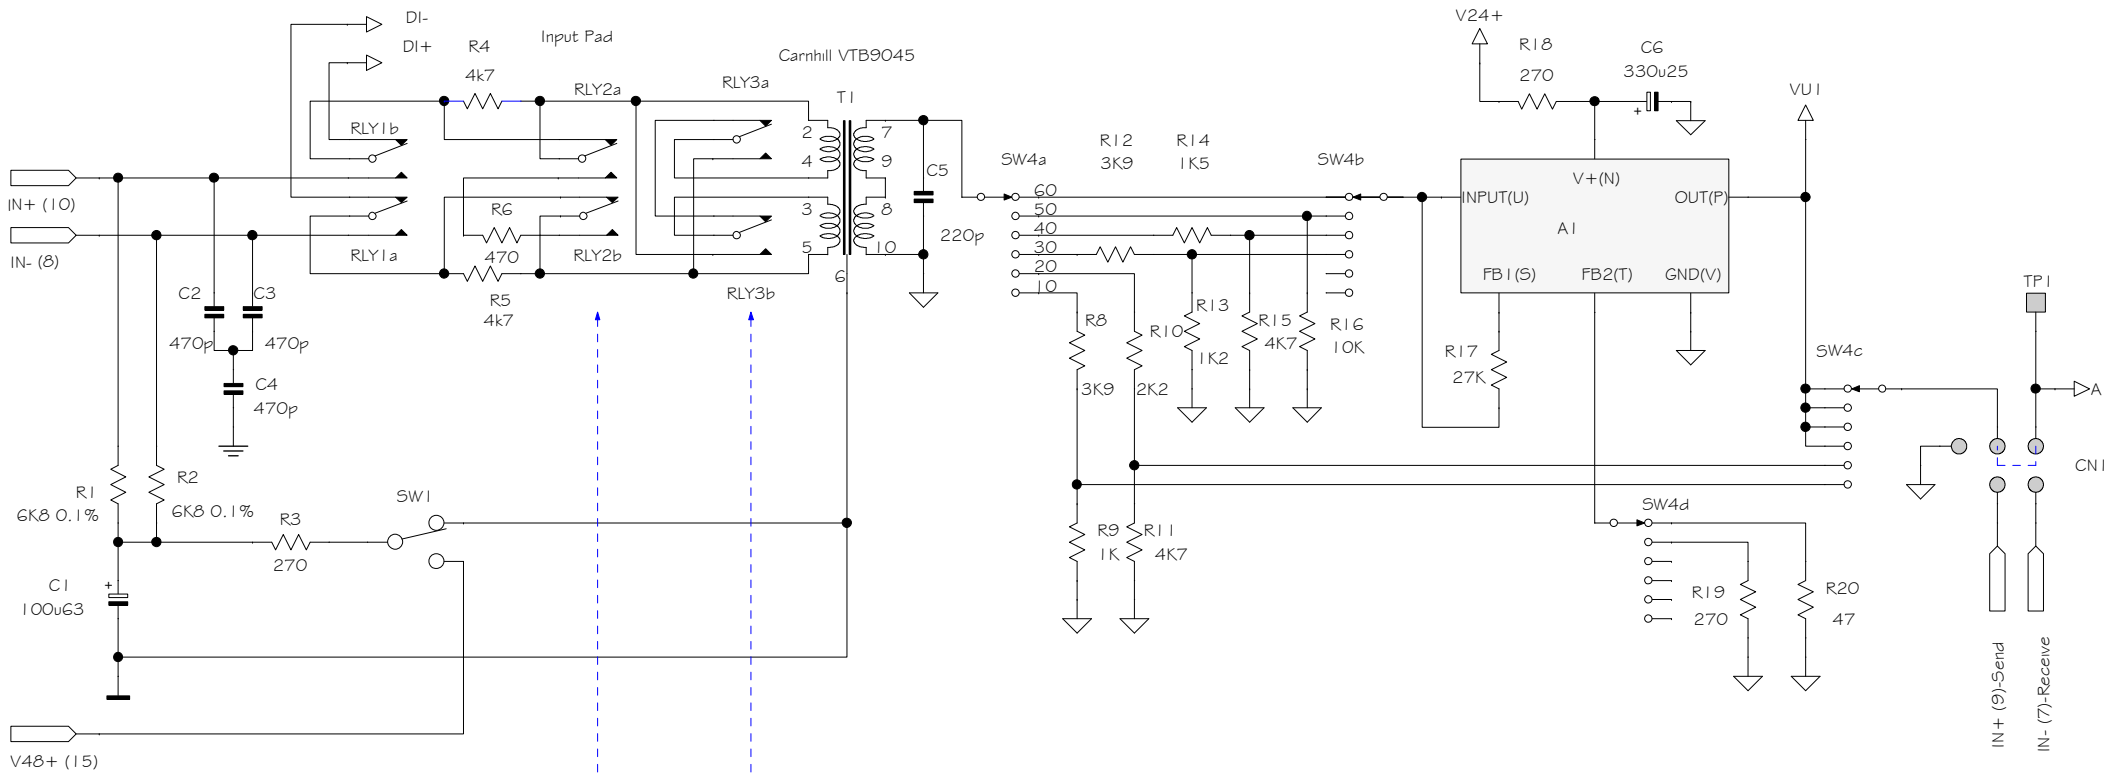 DI-
DI+
R4
4k7
Input Pad
RLY2a
RLY3a
Carnhill VTB9045
T1
RLY1b
2
4
3
5
6
7
9
8
10
C5
220p
IN+ (10)
IN- (8)
RLY1a
R6
470
R5
4k7
RLY2b
RLY3b
C2
470p
C3
470p
C4
470p
R1
6K8 0.1%
R2
6K8 0.1%
R3
270
SW1
C1
+
100u63
V48+ (15)
SW4a
60
50
40
30
20
10
R12
3K9
R14
1K5
SW4b
R8
3K9
R10
2K2
R13
1K2
R15
4K7
R16
10K
R9
1K
R11
4K7
V24+
R18
270
C6
330u25
+
VU1
V+(N)
INPUT(U)
OUT(P)
A1
FB1(S)
FB2(T)
GND(V)
R17
27K
SW4d
R19
270
R20
47
SW4c
TP1
A
CN1
IN+ (9)-Send
IN- (7)-Receive